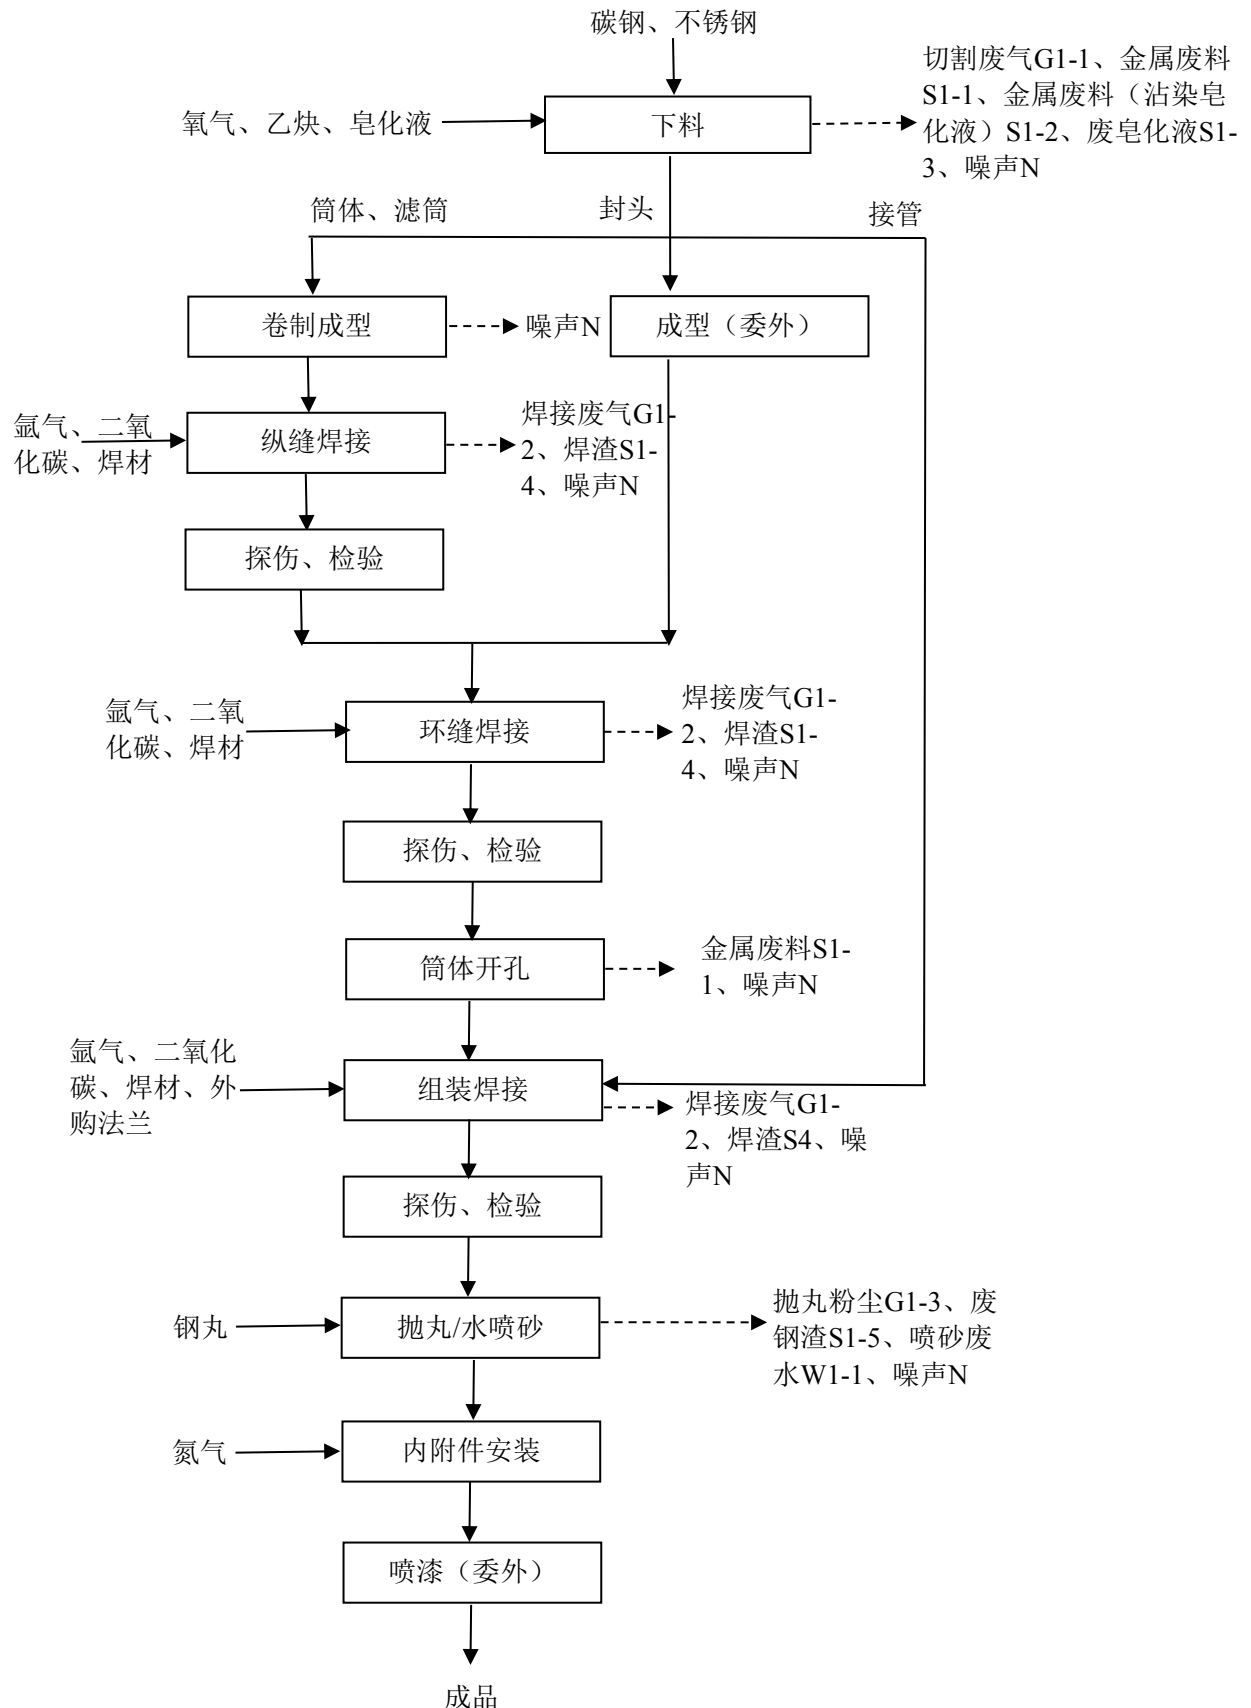 碳钢、不锈钢
切割废气G1-1、金属废料
S1-1、金属废料（沾染皂
化液）S1-2、废皂化液S1-
3、噪声N
氧气、乙炔、皂化液
下料
筒体、滤筒
封头
接管
卷制成型
噪声N
成型（委外）
氩气、二氧
化碳、焊材
纵缝焊接
焊接废气G1-
2、焊渣S1-
4、噪声N
探伤、检验
氩气、二氧
化碳、焊材
环缝焊接
焊接废气G1-
2、焊渣S1-
4、噪声N
探伤、检验
筒体开孔
金属废料S1-
1、噪声N
氩气、二氧化
碳、焊材、外
购法兰
组装焊接
焊接废气G1-
2、焊渣S4、噪
声N
探伤、检验
钢丸
抛丸/水喷砂
抛丸粉尘G1-3、废
钢渣S1-5、喷砂废
水W1-1、噪声N
氮气
内附件安装
喷漆（委外）
成品